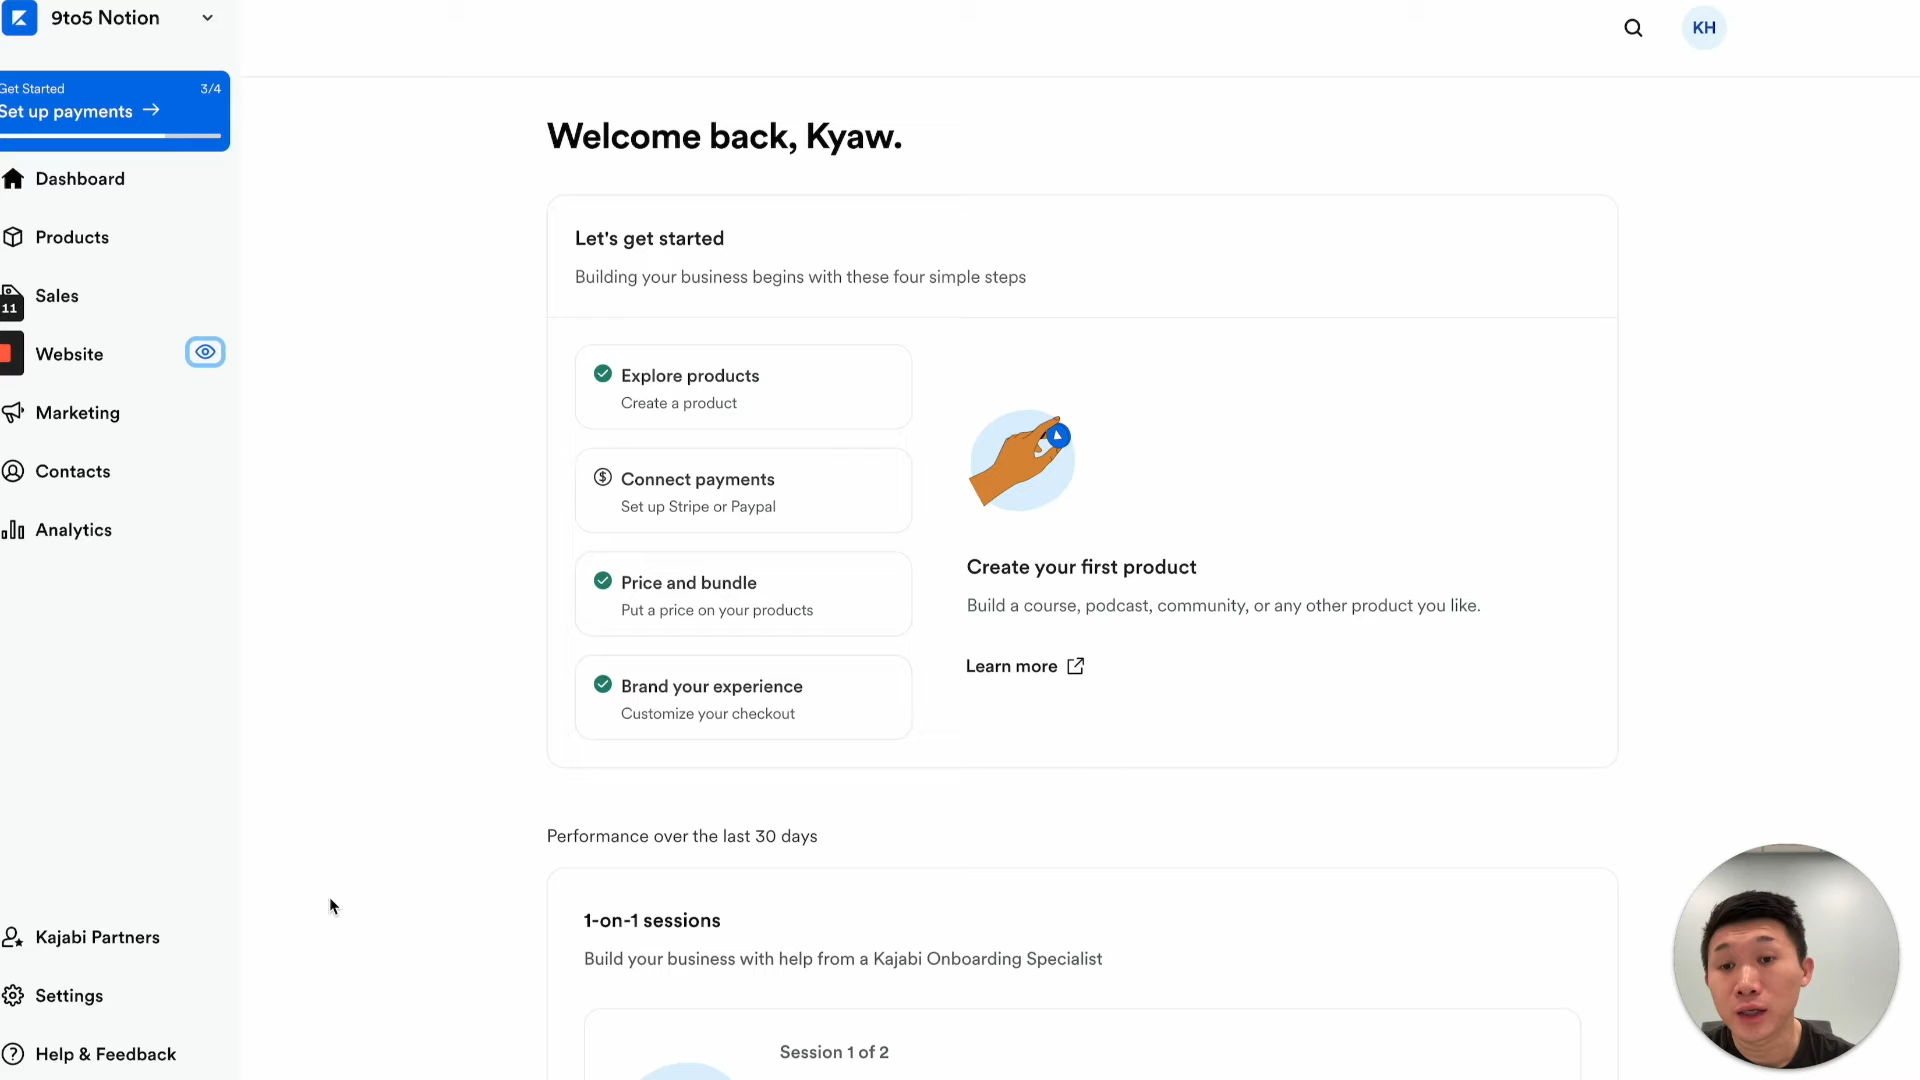 9to5 Notion
KH
Get Started 3/4
Set up payments
Dashboard
Products
Sales
11
Website
Marketing
Contacts
Analytics
Kajabi Partners
Settings
Help & Feedback
Welcome back, Kyaw.
Let's get started
Building your business begins with these four simple steps
Explore products
Create a product
Connect payments
Set up Stripe or Paypal
Price and bundle
Put a price on your products
Brand your experience
Customize your checkout
Create your first product
Build a course, podcast, community, or any other product you like.
Learn more
Performance over the last 30 days
1-on-1 sessions
Build your business with help from a Kajabi Onboarding Specialist
Session 1 of 2